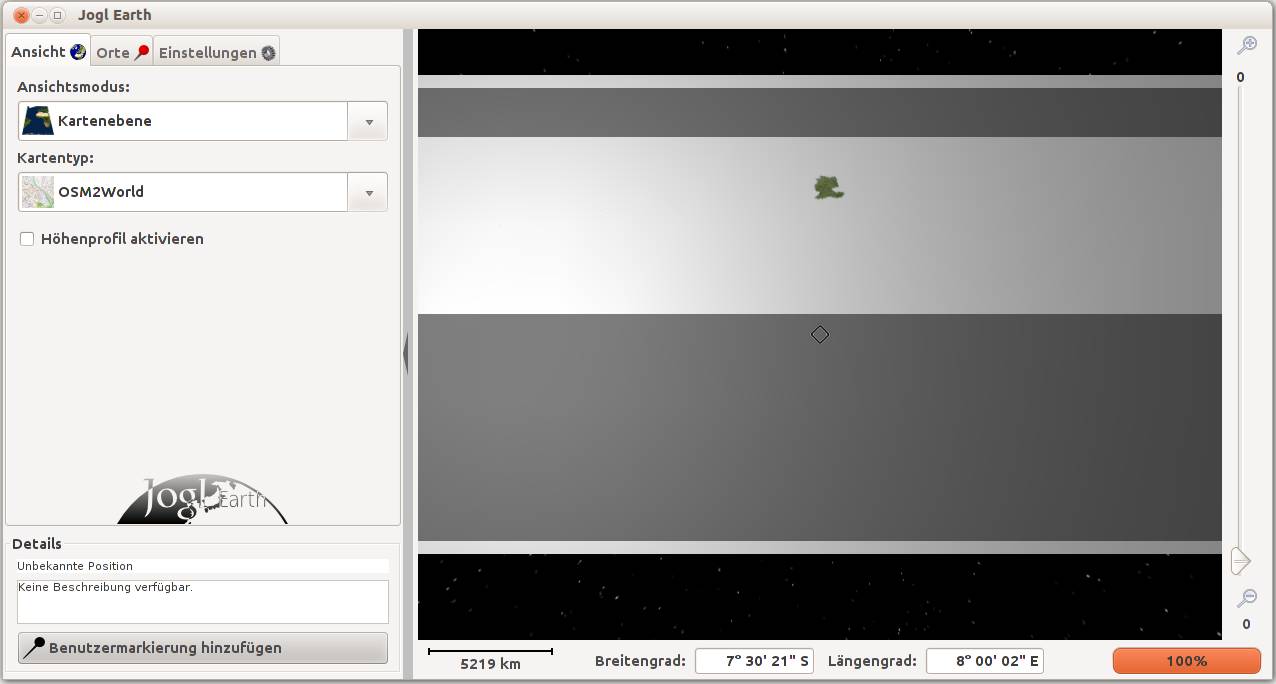 Jogl Earth
Ansicht Orte Einstellungen
Ansichtsmodus:
Kartenebene
Kartentyp:
OSM2World
Höhenprofil aktivieren
Jogl Earth
Details
Unbekannte Position
Keine Beschreibung verfügbar.
Benutzermarkierung hinzufügen
0
0
5219 km Breitengrad: 7° 30' 21" S Längengrad: 8° 00' 02" E 100%